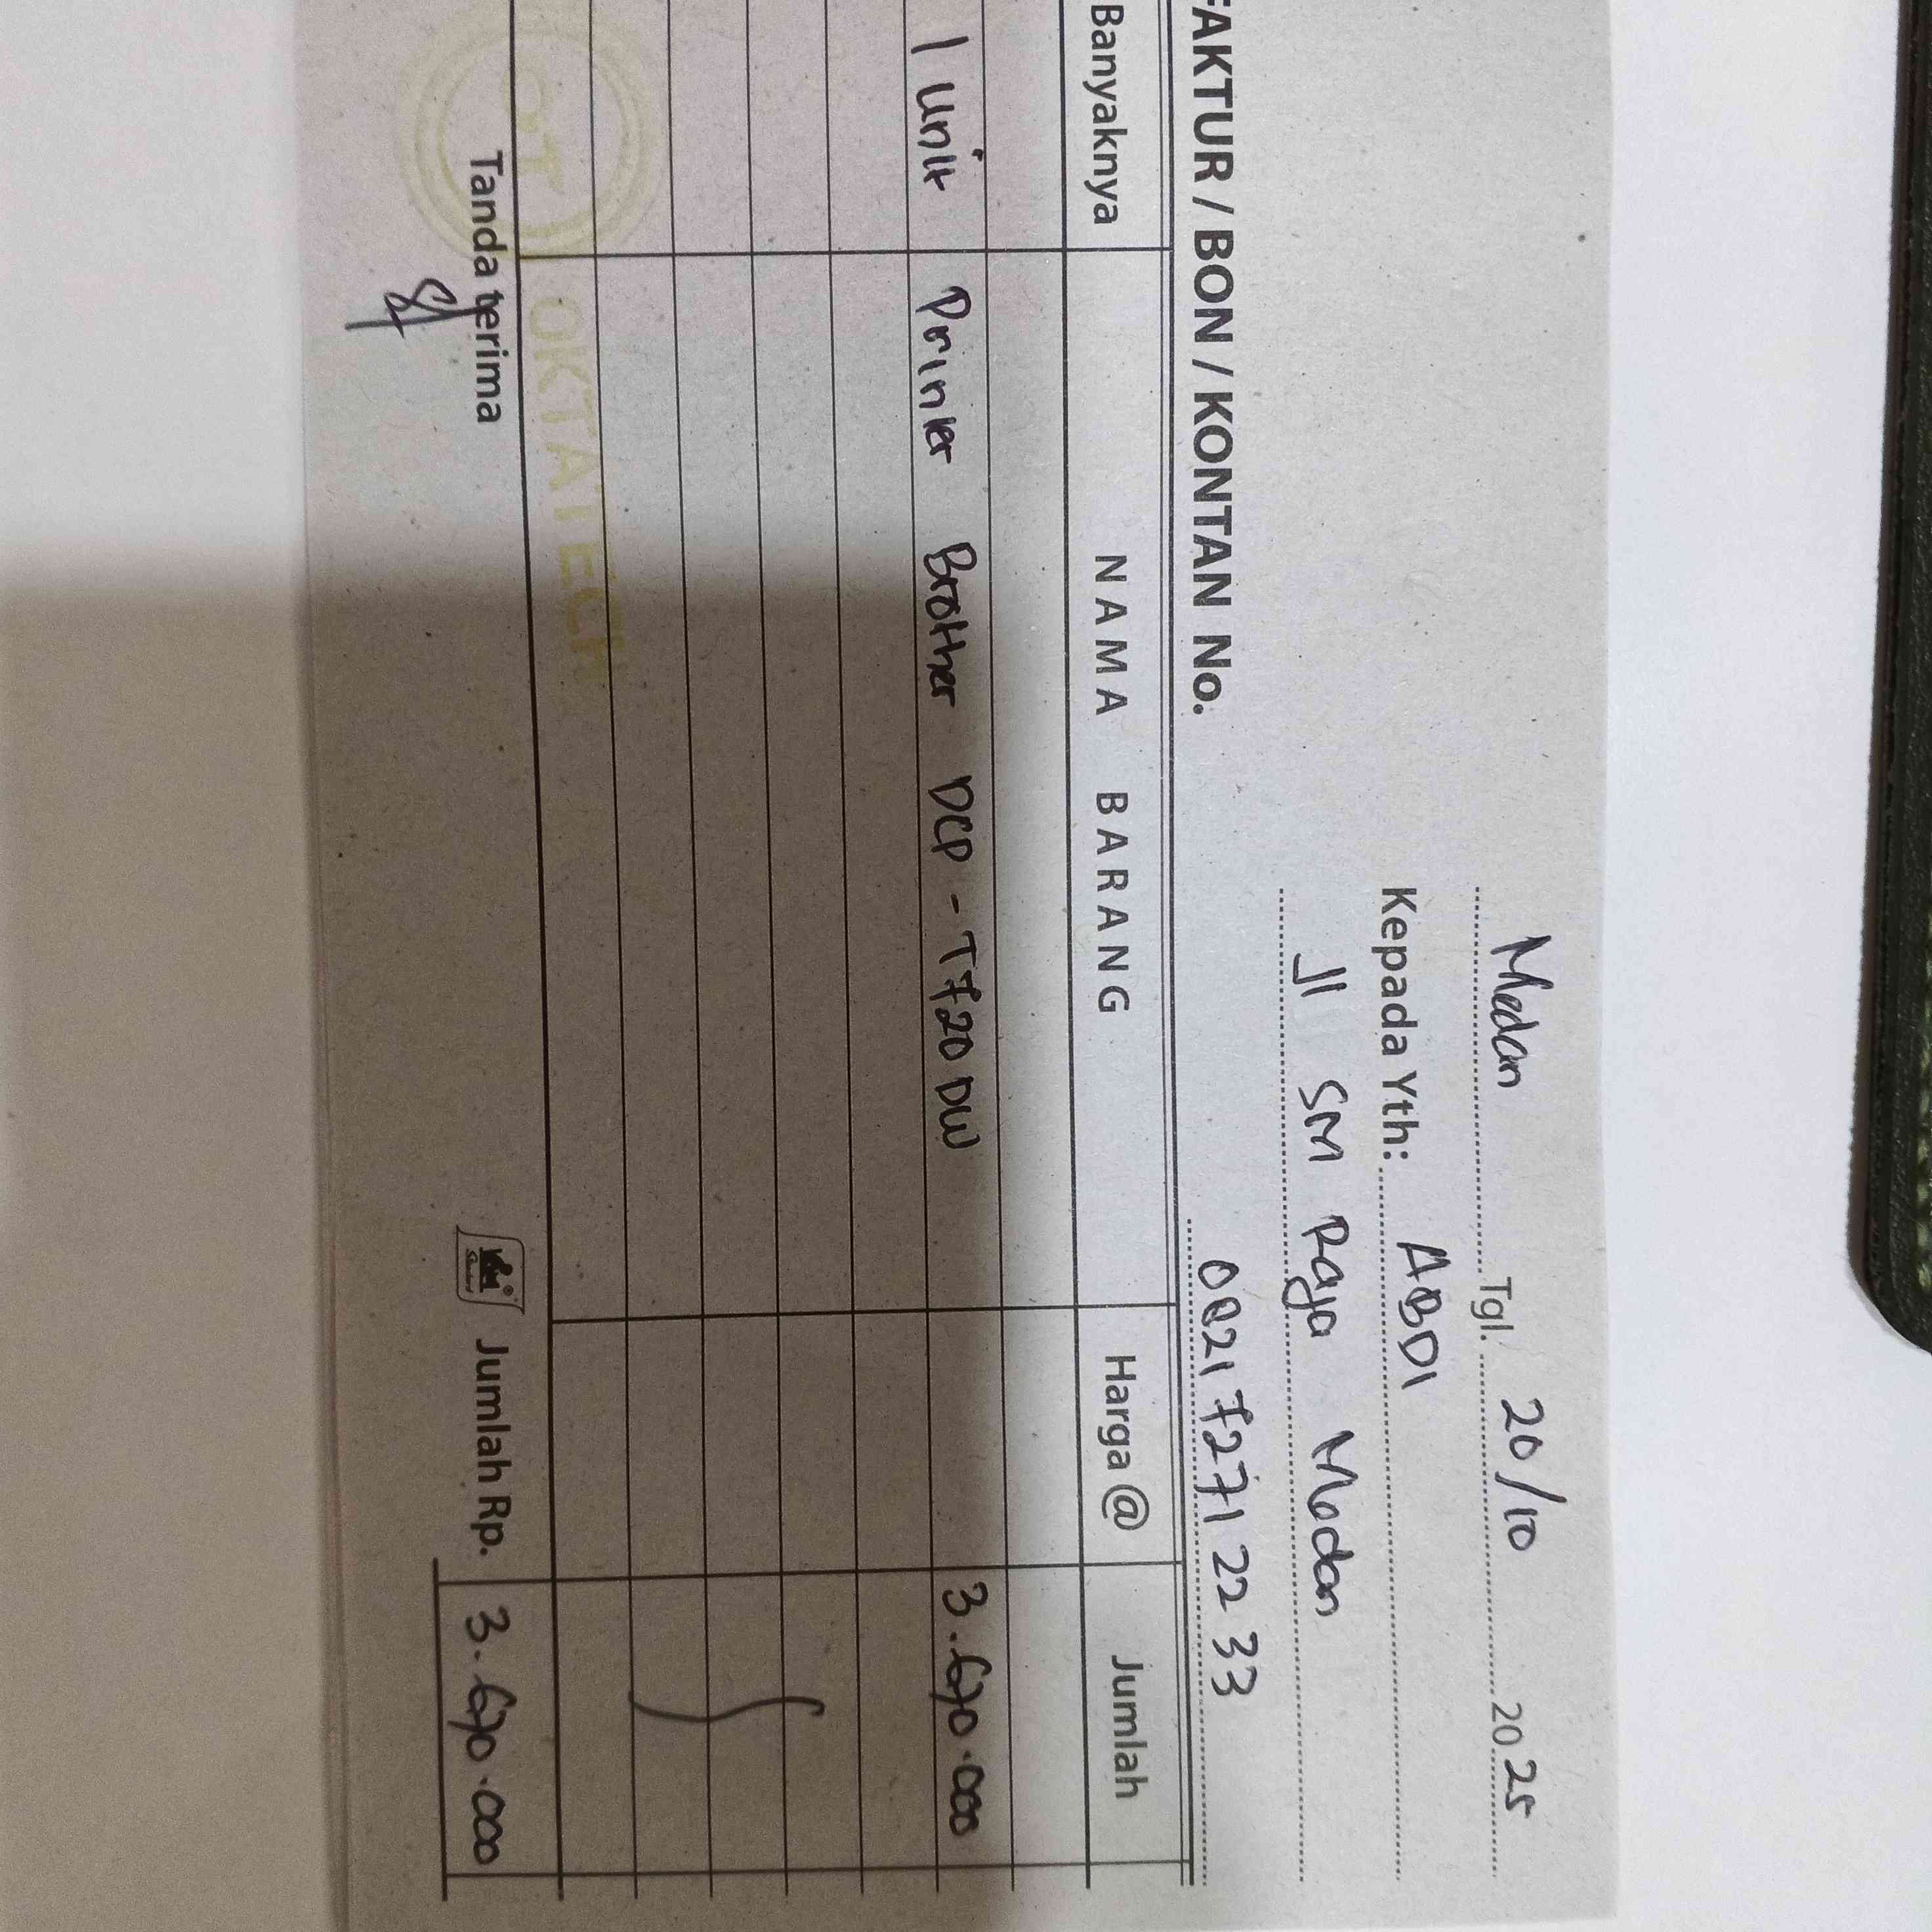 Medan Tgl. 20/10 2025
Kepada Yth: ABDI
Jl SM Raja Medan
FAKTUR / BON / KONTAN No. 0821 7271 22 33
Banyaknya NAMA BARANG Harga @ Jumlah
1 Unit Printer Brother DCP - T720DW 3.690.000
OT OKTATECH
Tanda terima Jumlah Rp. 3.690.000